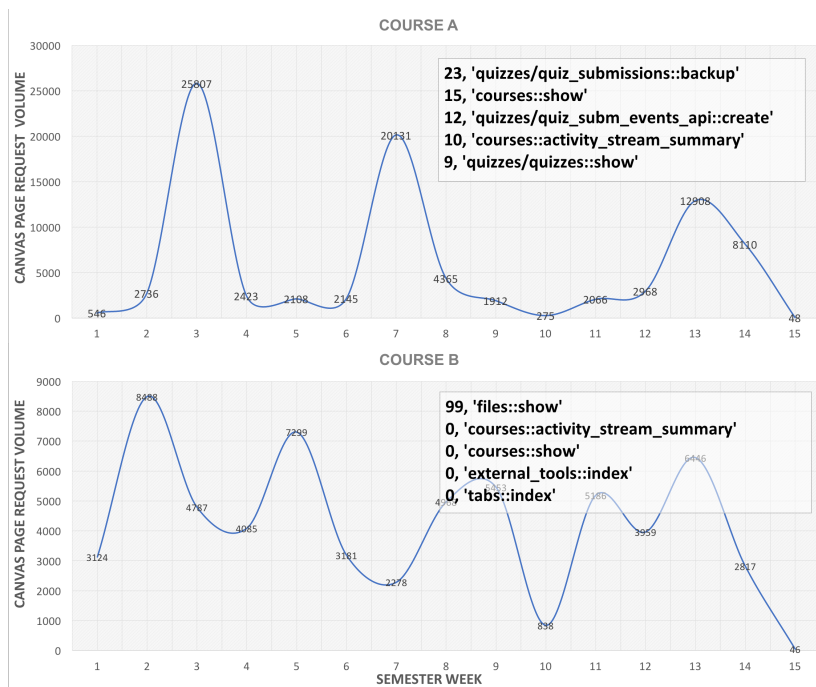 COURSE A
CANVAS PAGE REQUEST VOLUME
30000
25000
20000
15000
10000
5000
0
23, 'quizzes/quiz_submissions::backup'
15, 'courses::show'
12, 'quizzes/quiz_subm_events_api::create'
10, 'courses::activity_stream_summary'
9, 'quizzes/quizzes::show'
546 2736 25807 2423 2108 2145 20131 4365 1912 275 2066 2968 12908 8110 48
1 2 3 4 5 6 7 8 9 10 11 12 13 14 15
COURSE B
CANVAS PAGE REQUEST VOLUME
9000
8000
7000
6000
5000
4000
3000
2000
1000
0
99, 'files::show'
0, 'courses::activity_stream_summary'
0, 'courses::show'
0, 'external_tools::index'
0, 'tabs::index'
3124 8488 4787 4085 7299 3181 2278 5453 838 5186 3959 6446 2817 46
1 2 3 4 5 6 7 8 9 10 11 12 13 14 15
SEMESTER WEEK